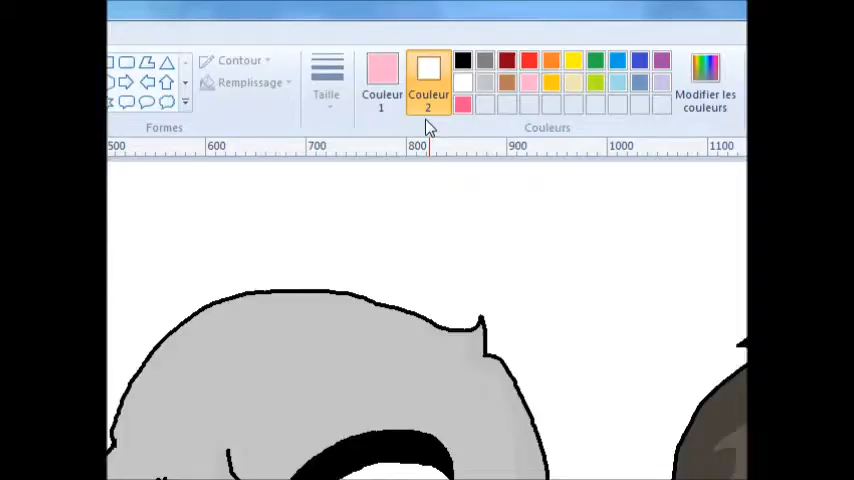 Contour
Remplissage
Taille
Couleur
1
Couleur
2
Modifier les
couleurs
Formes
Couleurs
500 600 700 800 900 1000 1100